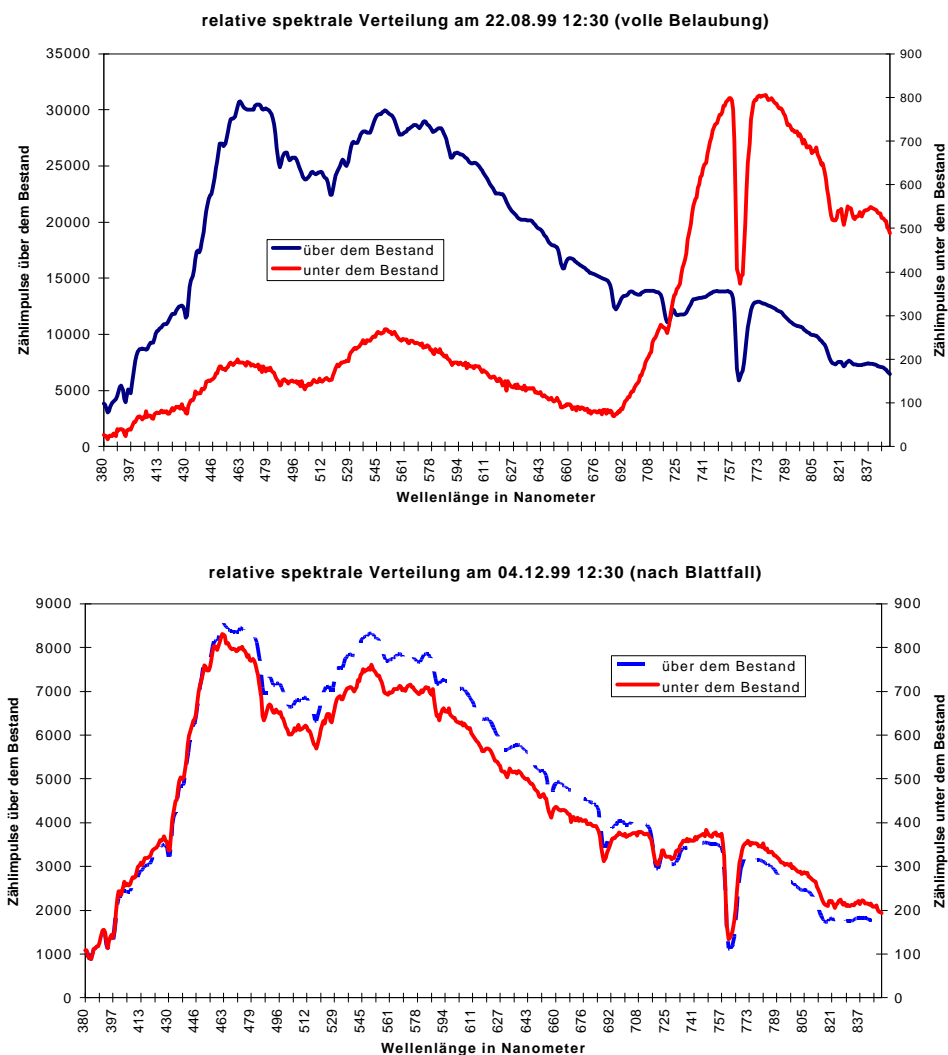 relative spektrale Verteilung am 22.08.99 12:30 (volle Belaubung)
Zählimpulse über dem Bestand
35000
30000
25000
20000
15000
10000
5000
0
900
800
700
600
500
400
300
200
100
0
Zählimpulse unter dem Bestand
über dem Bestand
unter dem Bestand
380 397 413 430 446 463 479 496 512 529 545 561 578 594 611 627 643 660 676 692 708 725 741 757 773 789 805 821 837
Wellenlänge in Nanometer
relative spektrale Verteilung am 04.12.99 12:30 (nach Blattfall)
Zählimpulse über dem Bestand
9000
8000
7000
6000
5000
4000
3000
2000
1000
0
900
800
700
600
500
400
300
200
100
0
Zählimpulse unter dem Bestand
über dem Bestand
unter dem Bestand
380 397 413 430 446 463 479 496 512 529 545 561 578 594 611 627 643 660 676 692 708 725 741 757 773 789 805 821 837
Wellenlänge in Nanometer